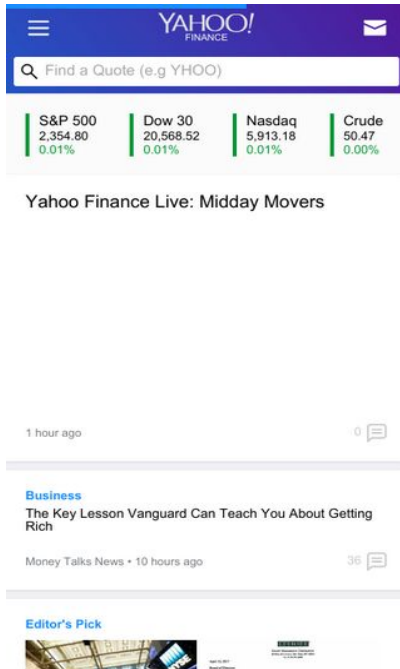 YAHOO!
FINANCE
Find a Quote (e.g YHOO)
S&P 500
2,354.80
0.01%
Dow 30
20,568.52
0.01%
Nasdaq
5,913.18
0.01%
Crude
50.47
0.00%
Yahoo Finance Live: Midday Movers
1 hour ago
0
Business
The Key Lesson Vanguard Can Teach You About Getting
Rich
Money Talks News • 10 hours ago
36
Editor's Pick